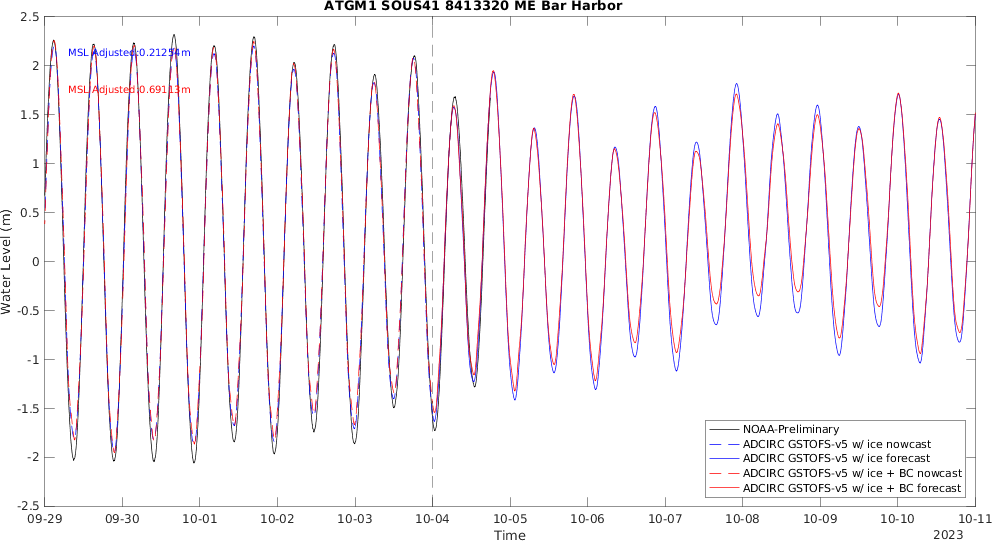 ATGM1 SOUS41 8413320 ME Bar Harbor
2.5
2
1.5
1
0.5
0
-0.5
-1
-1.5
-2
-2.5
Water Level (m)
MSL Adjusted:0.21254m
MSL Adjusted:0.69113m
NOAA-Preliminary
ADCIRC GSTOFS-v5 w/ ice nowcast
ADCIRC GSTOFS-v5 w/ ice forecast
ADCIRC GSTOFS-v5 w/ ice + BC nowcast
ADCIRC GSTOFS-v5 w/ ice + BC forecast
09-29 09-30 10-01 10-02 10-03 10-04 10-05 10-06 10-07 10-08 10-09 10-10 10-11
Time
2023